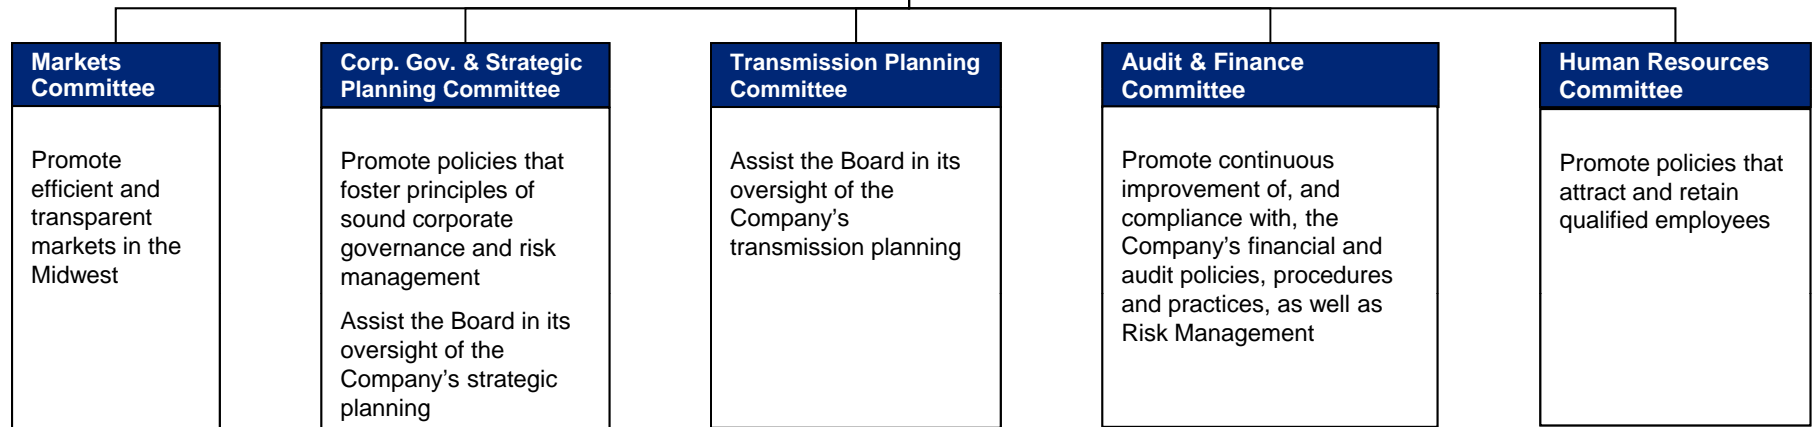 Markets
Committee
Promote
efficient and
transparent
markets in the
Midwest
Corp. Gov. & Strategic
Planning Committee
Promote policies that
foster principles of
sound corporate
governance and risk
management
Assist the Board in its
oversight of the
Company’s strategic
planning
Transmission Planning
Committee
Assist the Board in its
oversight of the
Company’s
transmission planning
Audit & Finance
Committee
Promote continuous
improvement of, and
compliance with, the
Company’s financial and
audit policies, procedures
and practices, as well as
Risk Management
Human Resources
Committee
Promote policies that
attract and retain
qualified employees